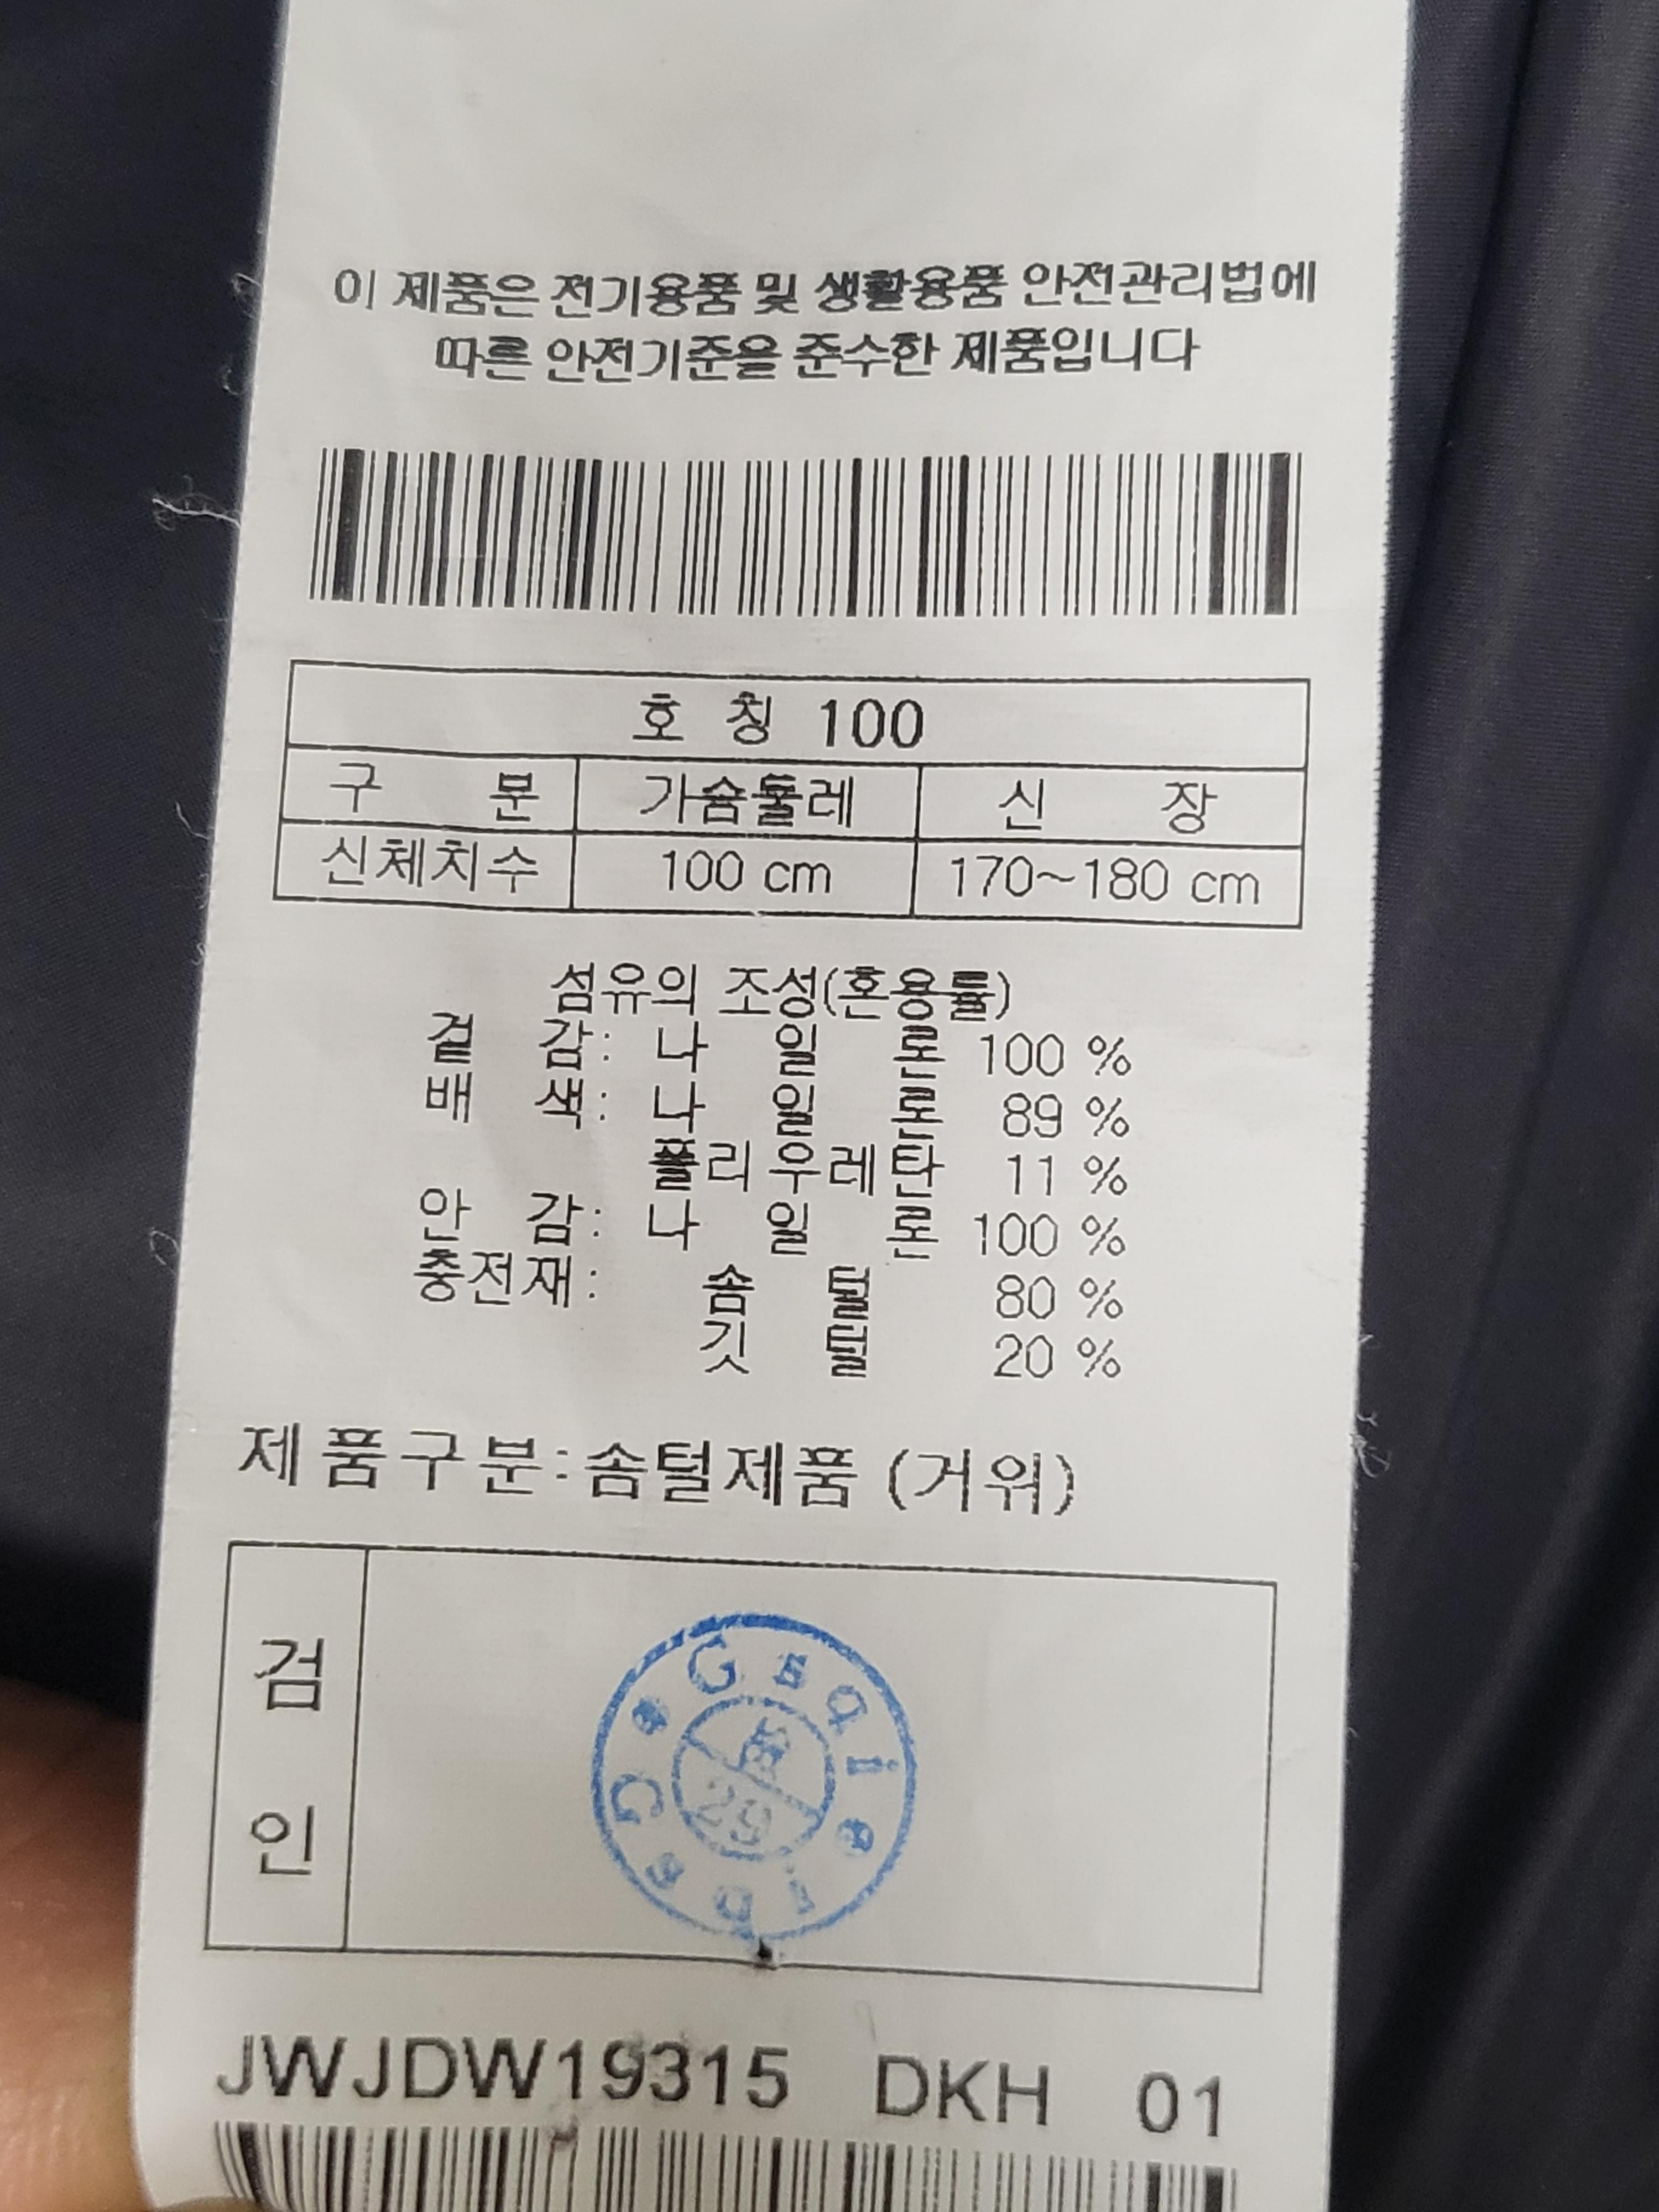 이 제품은 전기용품 및 생활용품 안전관리법에
따른 안전기준을 준수한 제품입니다
호 칭 100
구 분 가슴둘레 신 장
신체치수 100 cm 170~180 cm
섬유의 조성(혼용률)
겉 감: 나 일 론 100 %
배 색: 나 일 론 89 %
폴리우레탄 11 %
안 감: 나 일 론 100 %
충전재: 솜 털 80 %
깃 털 20 %
제품구분:솜털제품 (거위)
검
인
29
JWJDW19315 DKH 01